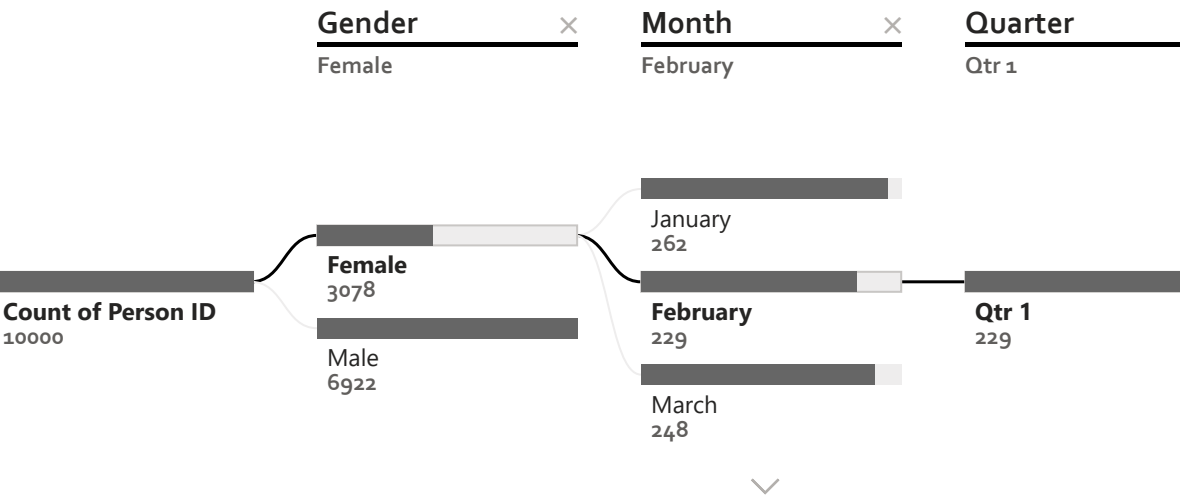 Gender
Month
Quarter
Female
February
Qtr 1
January
262
Female
3078
Count of Person ID
10000
February
229
Qtr 1
229
Male
6922
March
248